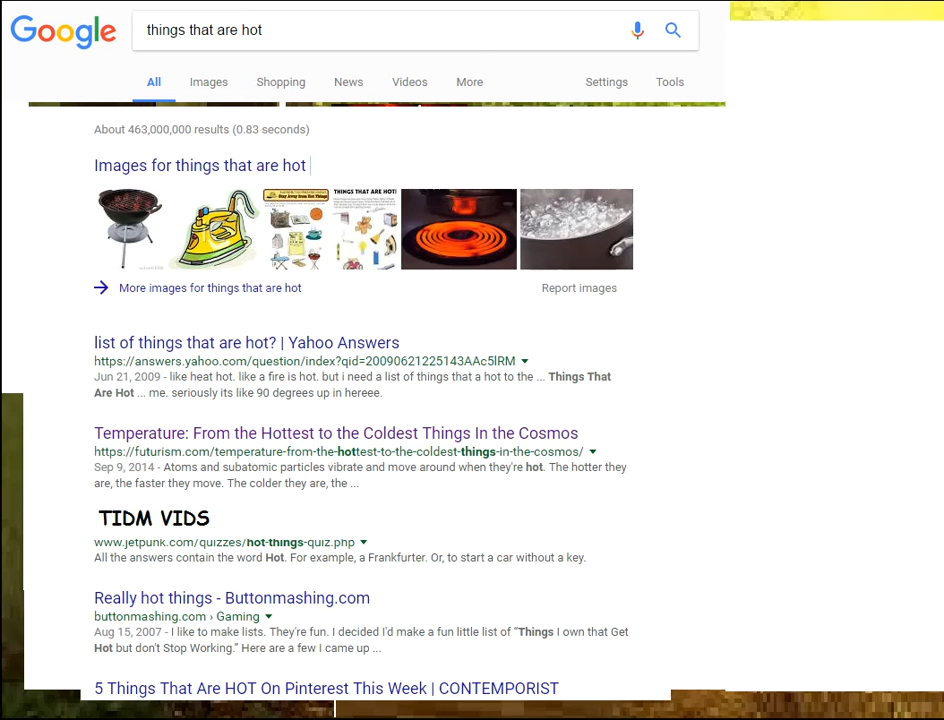 Google
things that are hot
All Images Shopping News Videos More Settings Tools
About 463,000,000 results (0.83 seconds)
Images for things that are hot
Stay Away from Hot Things
THINGS THAT ARE HOT!
More images for things that are hot
Report images
list of things that are hot? | Yahoo Answers
https://answers.yahoo.com/question/index?qid=20090621225143AAc5lRM
Jun 21, 2009 - like heat hot. like a fire is hot. but i need a list of things that a hot to the ... Things That
Are Hot ... me. seriously its like 90 degrees up in hereee.
Temperature: From the Hottest to the Coldest Things In the Cosmos
https://futurism.com/temperature-from-the-hottest-to-the-coldest-things-in-the-cosmos/
Sep 9, 2014 - Atoms and subatomic particles vibrate and move around when they're hot. The hotter they
are, the faster they move. The colder they are, the ...
TIDM VIDS
www.jetpunk.com/quizzes/hot-things-quiz.php
All the answers contain the word Hot. For example, a Frankfurter. Or, to start a car without a key.
Really hot things - Buttonmashing.com
buttonmashing.com › Gaming
Aug 15, 2007 - I like to make lists. They're fun. I decided I'd make a fun little list of "Things I own that Get
Hot but don't Stop Working." Here are a few I came up ...
5 Things That Are HOT On Pinterest This Week | CONTEMPORIST